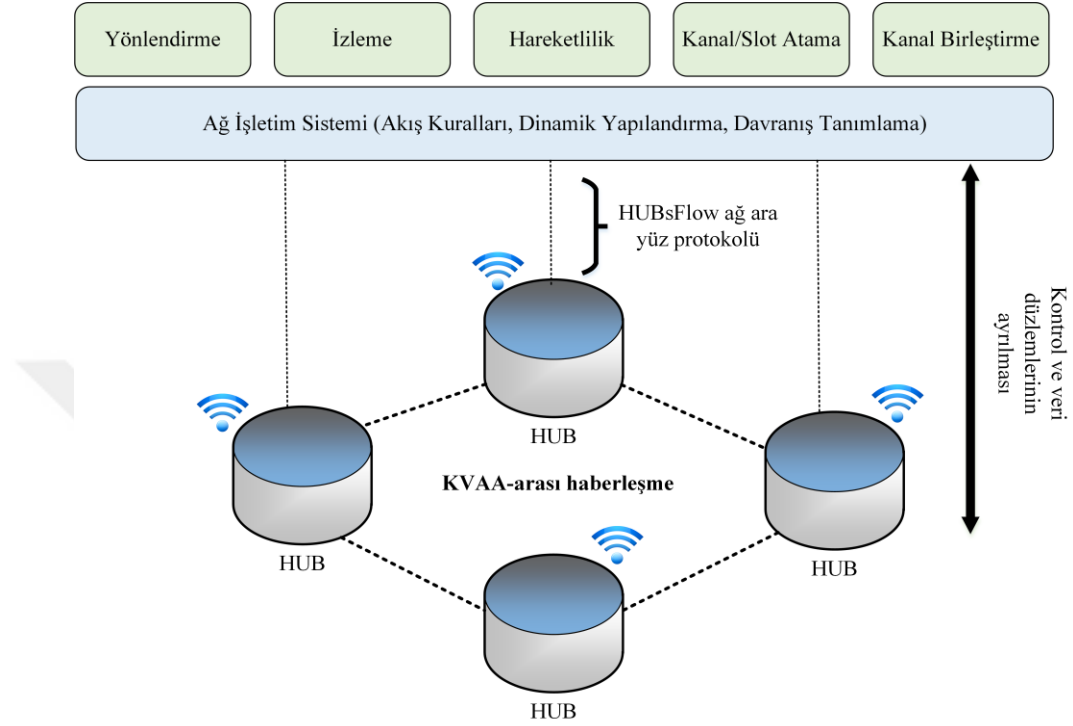 Yönlendirme
İzleme
Hareketlilik
Kanal/Slot Atama
Kanal Birleştirme
Ağ İşletim Sistemi (Akış Kuralları, Dinamik Yapılandırma, Davranış Tanımlama)
HUBsFlow ağ ara
yüz protokolü
Kontrol ve veri
düzlemlerinin
ayrılması
HUB
KVAA-arası haberleşme
HUB
HUB
HUB